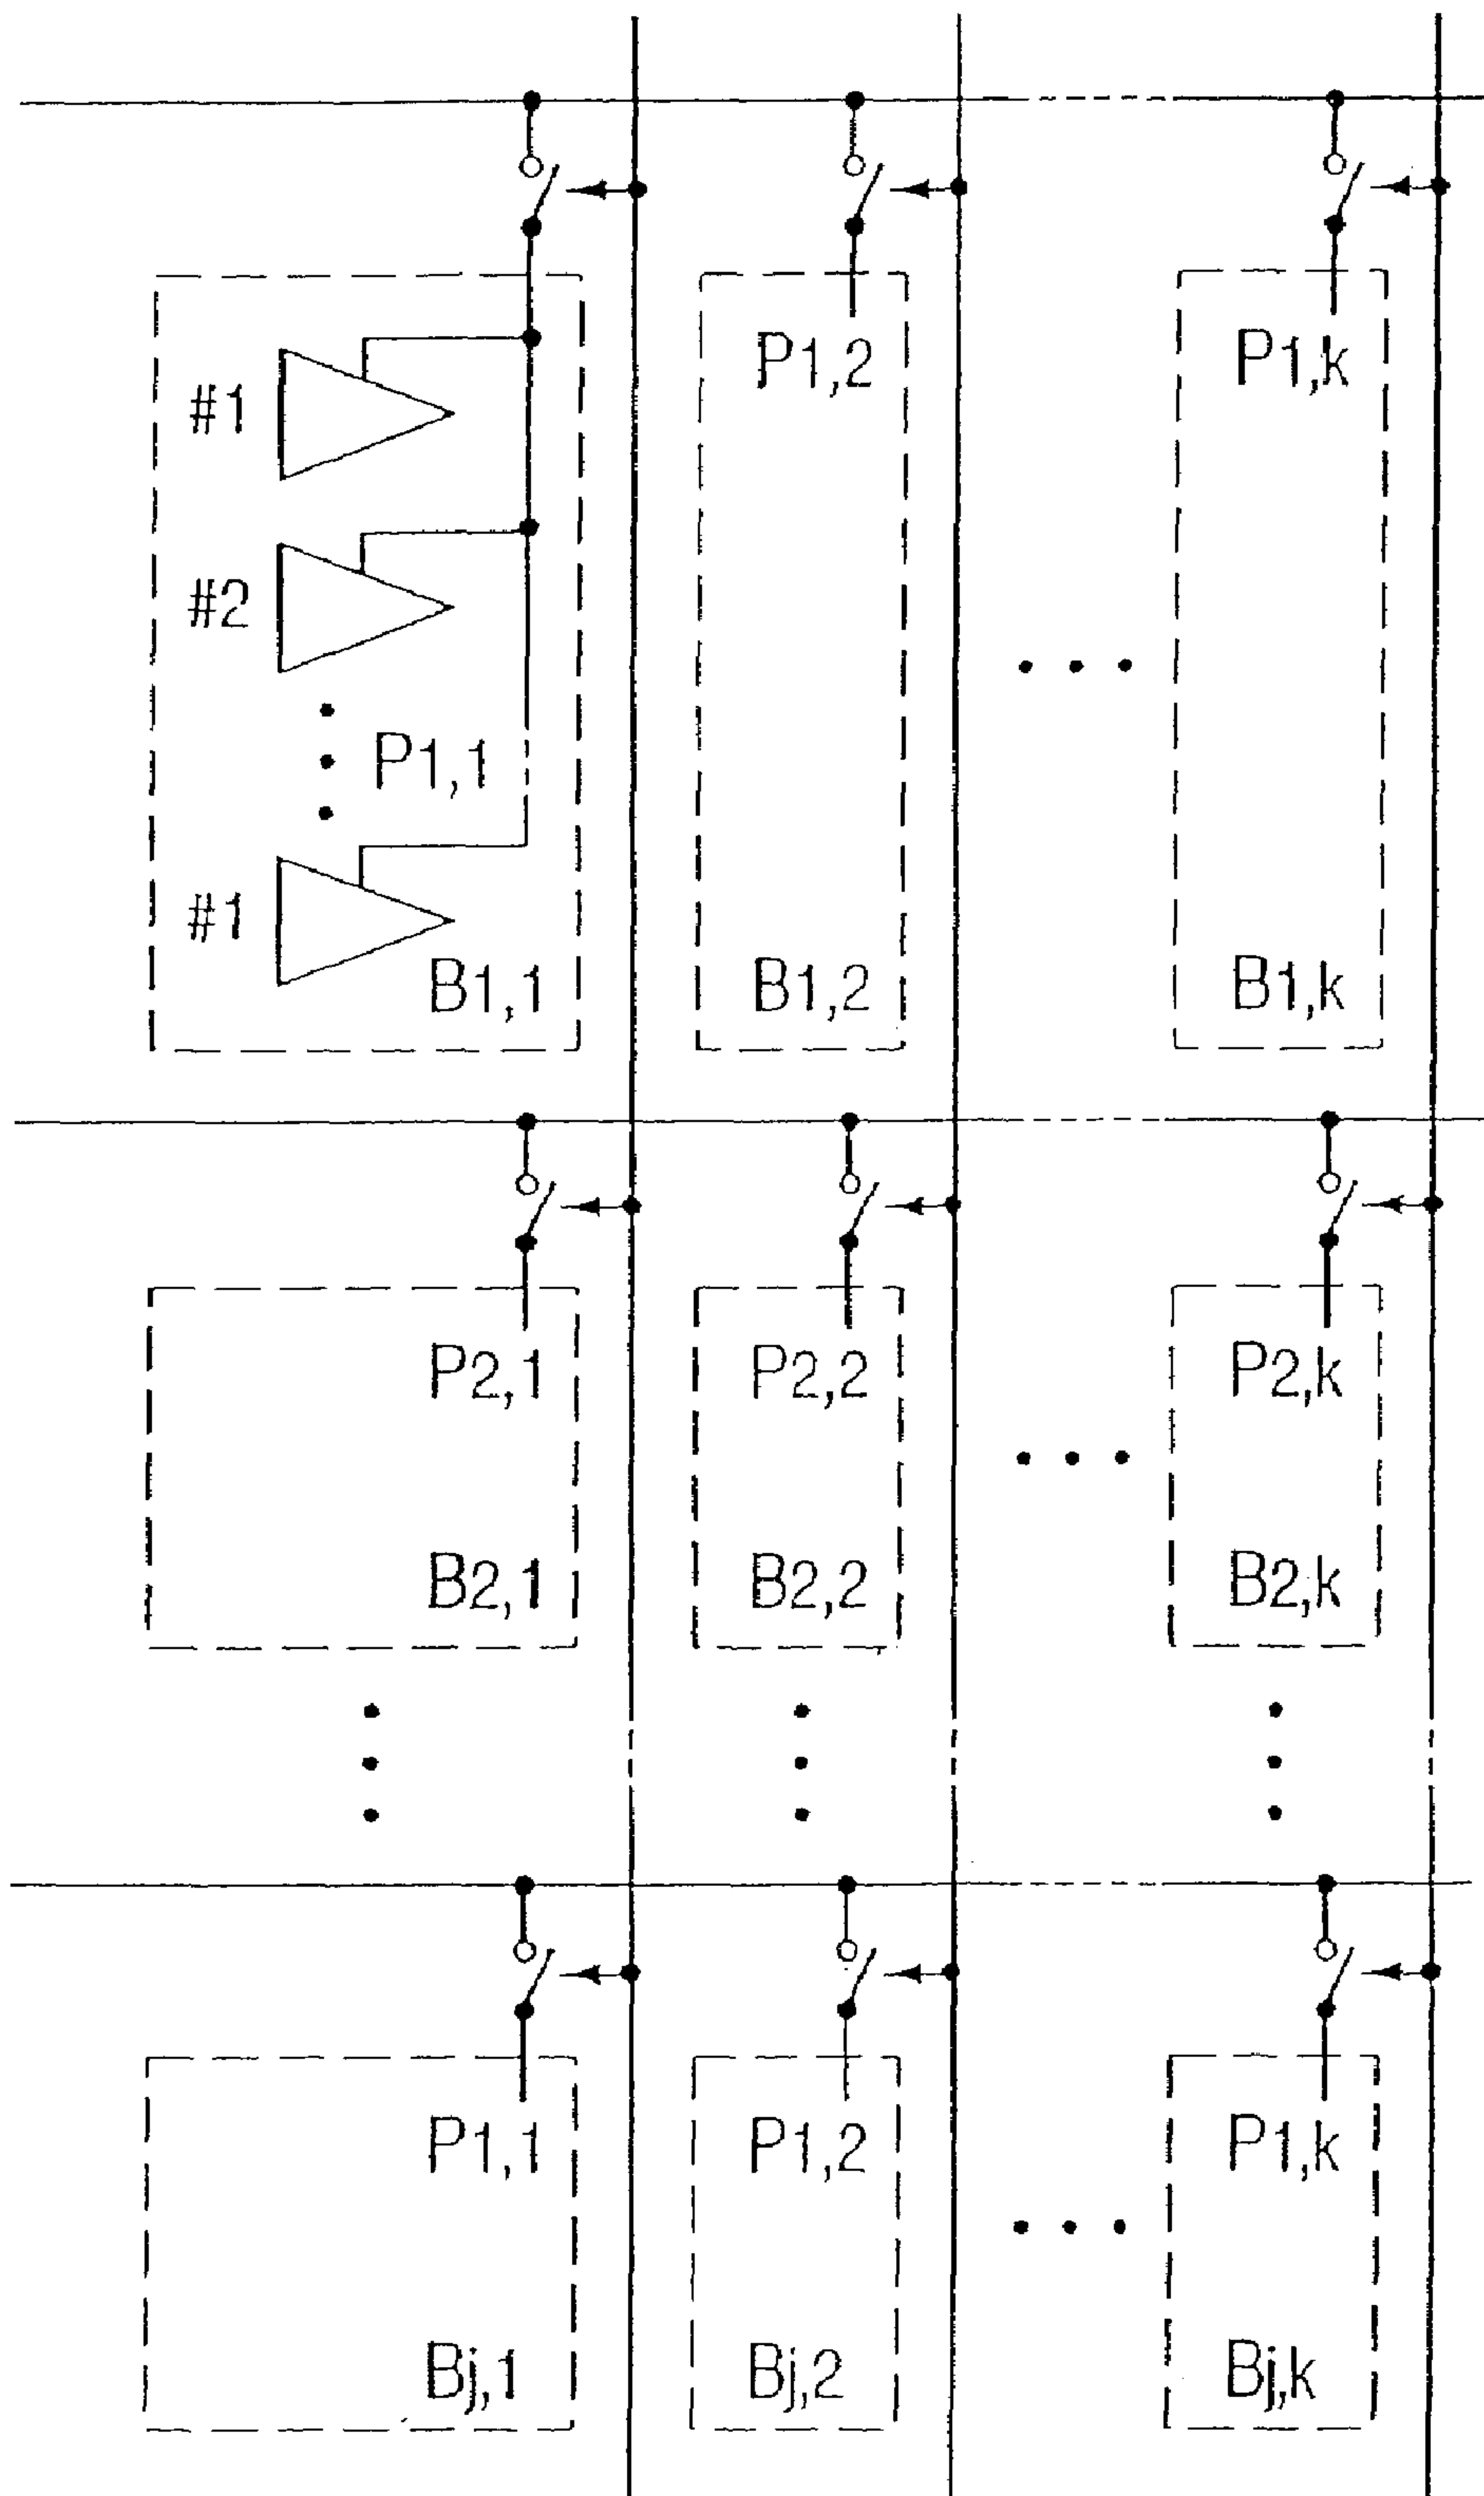 P1,2 P1,k
#1
#2
P1,1
#1
B1,1 B1,2 B1,k
P2,1 P2,2 P2,k
B2,1 B2,2 B2,k
P1,1 P1,2 P1,k
Bj,1 Bj,2 Bj,k